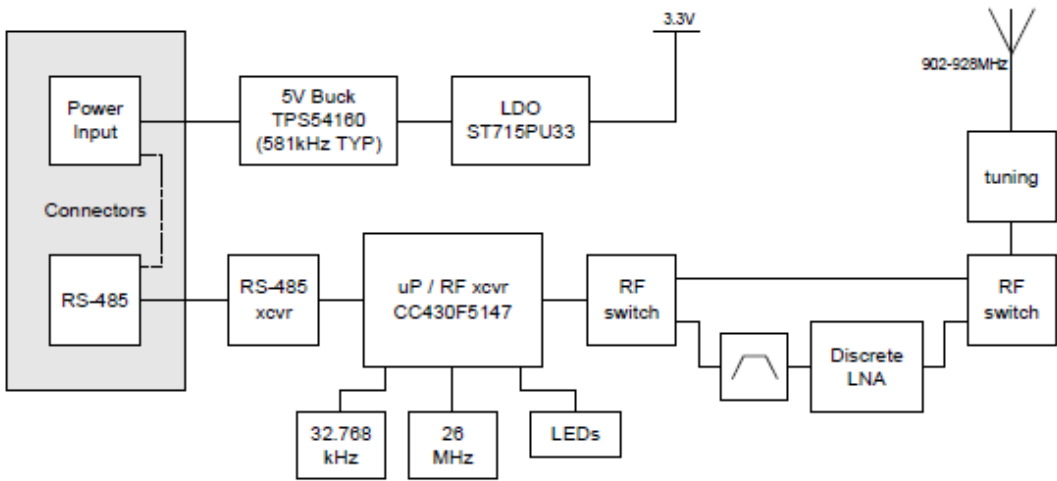 3.3V
902-928MHz
Power
Input
5V Buck
TPS54160
(581kHz TYP)
LDO
ST715PU33
tuning
Connectors
RS-485
RS-485
xcvr
uP / RF xcvr
CC430F5147
RF
switch
RF
switch
Discrete
LNA
32.768
kHz
26
MHz
LEDs